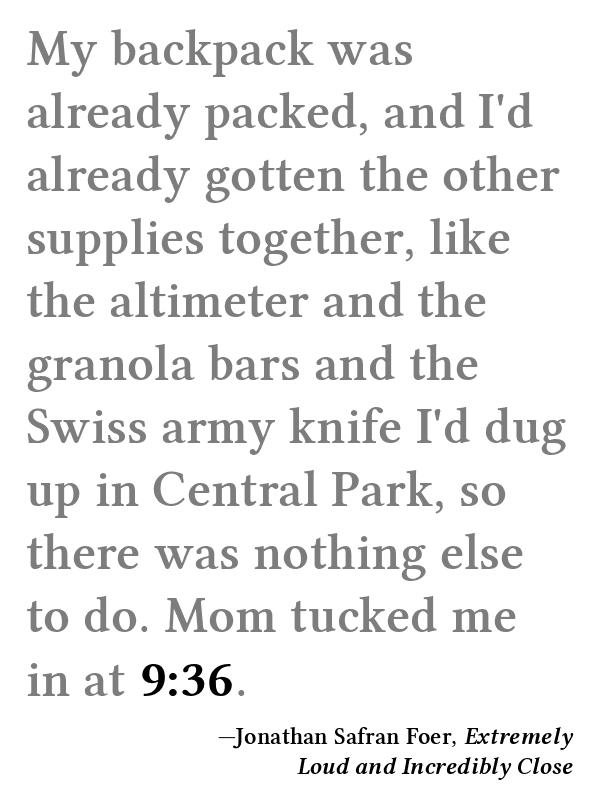 My backpack was
already packed, and I'd
already gotten the other
supplies together, like
the altimeter and the
granola bars and the
Swiss army knife I'd dug
up in Central Park, so
there was nothing else
to do. Mom tucked me
in at 9:36.
—Jonathan Safran Foer, Extremely
Loud and Incredibly Close